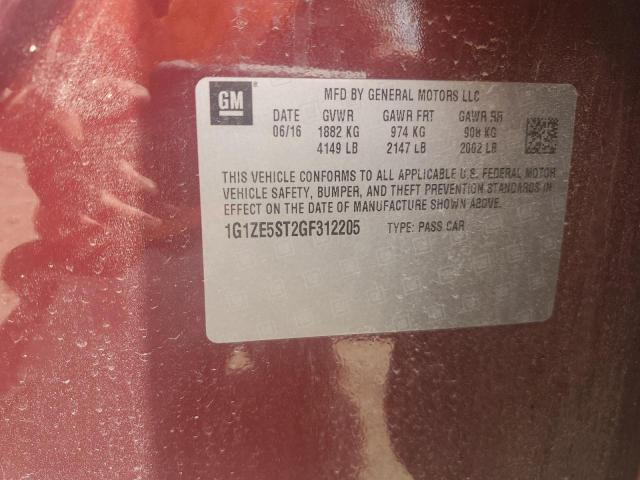 GM
MFD BY GENERAL MOTORS LLC
DATE GVWR GAWR FRT GAWR RR
06/16 1882 KG 974 KG 908 KG
4149 LB 2147 LB 2002 LB
THIS VEHICLE CONFORMS TO ALL APPLICABLE U.S. FEDERAL MOTOR
VEHICLE SAFETY, BUMPER, AND THEFT PREVENTION STANDARDS IN
EFFECT ON THE DATE OF MANUFACTURE SHOWN ABOVE.
1G1ZE5ST2GF312205 TYPE: PASS CAR